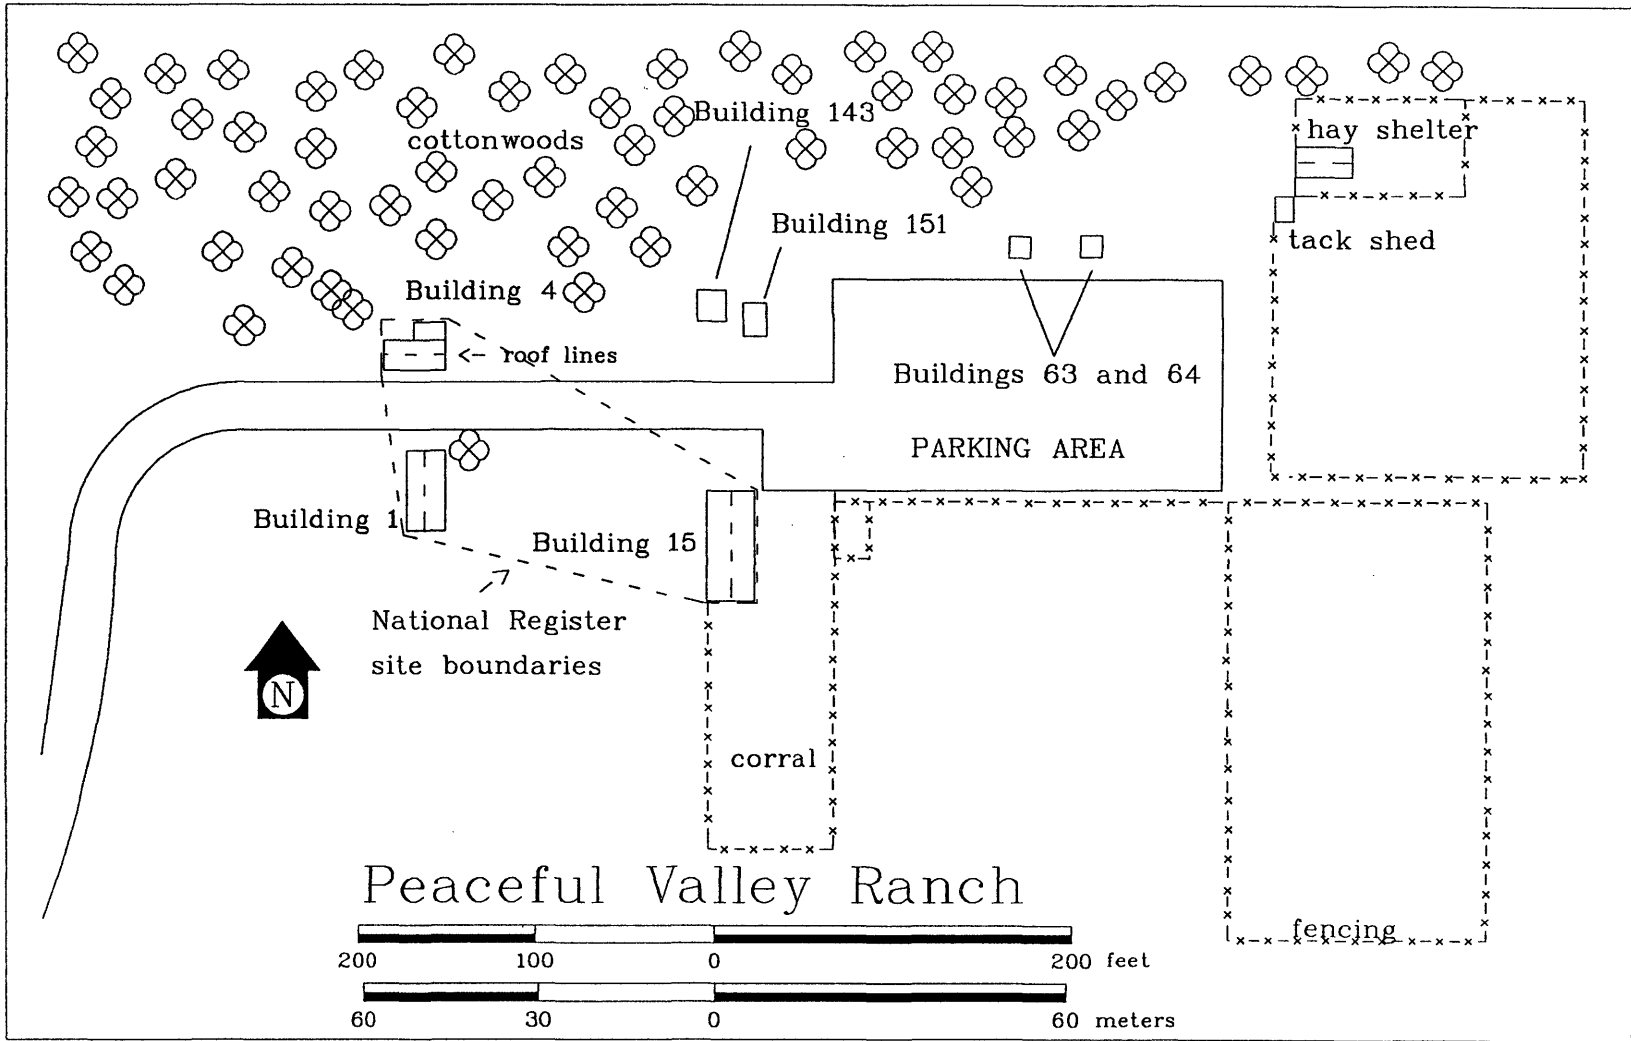 Building 143
cottonwoods
hay shelter
Building 151
tack shed
Building 4
roof lines
Buildings 63 and 64
PARKING AREA
Building 1
Building 15
National Register
site boundaries
N
corral
Peaceful Valley Ranch
fencing
200 100 0 200 feet
60 30 0 60 meters